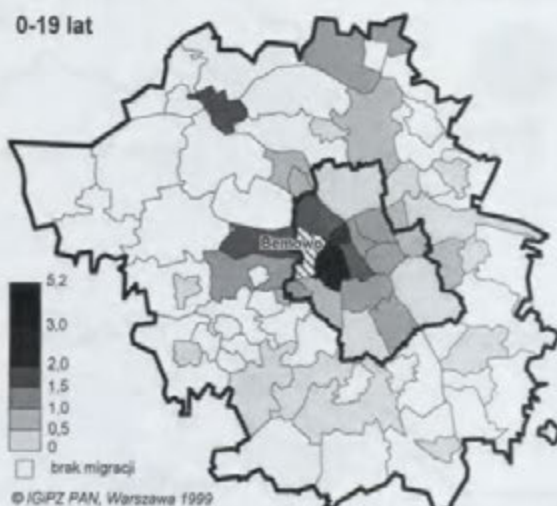 0-19 lat
Bemowo
5,2
3,0
2,0
1,5
1,0
0,5
0
brak migracji
© IGiPZ PAN, Warszawa 1999